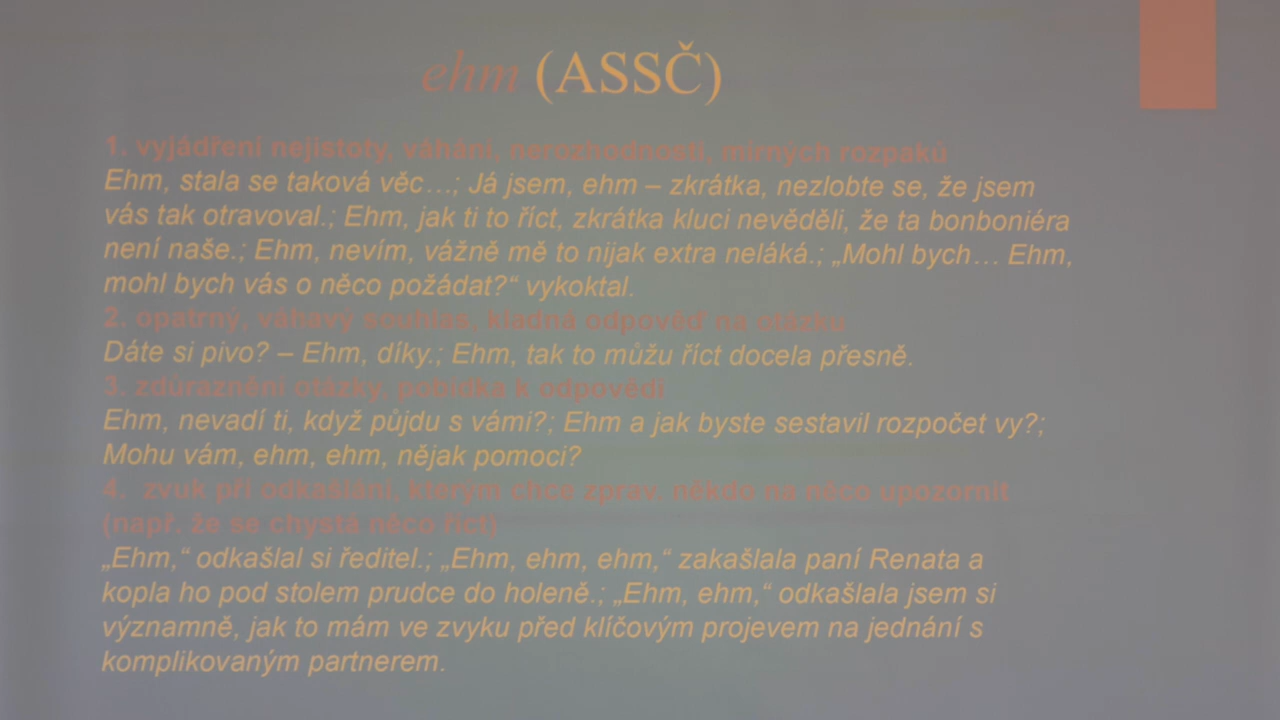 ehm (ASSČ)
1. vyjádření nejistoty, váhání, nerozhodnosti, mírných rozpaků
Ehm, stala se taková věc…; Já jsem, ehm – zkrátka, nezlobte se, že jsem
vás tak otravoval.; Ehm, jak ti to říct, zkrátka kluci nevěděli, že ta bonboniéra
není naše.; Ehm, nevím, vážně mě to nijak extra neláká.; „Mohl bych… Ehm,
mohl bych vás o něco požádat?“ vykoktal.
2. opatrný, váhavý souhlas, kladná odpověď na otázku
Dáte si pivo? – Ehm, díky.; Ehm, tak to můžu říct docela přesně.
3. zdůraznění otázky, pobídka k odpovědi
Ehm, nevadí ti, když půjdu s vámi?; Ehm a jak byste sestavil rozpočet vy?;
Mohu vám, ehm, ehm, nějak pomoci?
4. zvuk při odkašlání, kterým chce zprav. někdo na něco upozornit
(např. že se chystá něco říct)
„Ehm,“ odkašlal si ředitel.; „Ehm, ehm, ehm,“ zakašlala paní Renata a
kopla ho pod stolem prudce do holeně.; „Ehm, ehm,“ odkašlala jsem si
významně, jak to mám ve zvyku před klíčovým projevem na jednání s
komplikovaným partnerem.